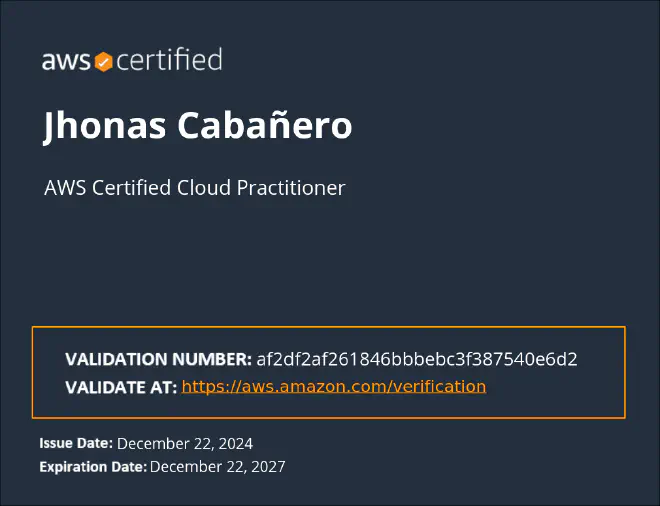 aws certified
Jhonas Cabañero
AWS Certified Cloud Practitioner
VALIDATION NUMBER: af2df2af261846bbbebc3f387540e6d2
VALIDATE AT: https://aws.amazon.com/verification
Issue Date: December 22, 2024
Expiration Date: December 22, 2027